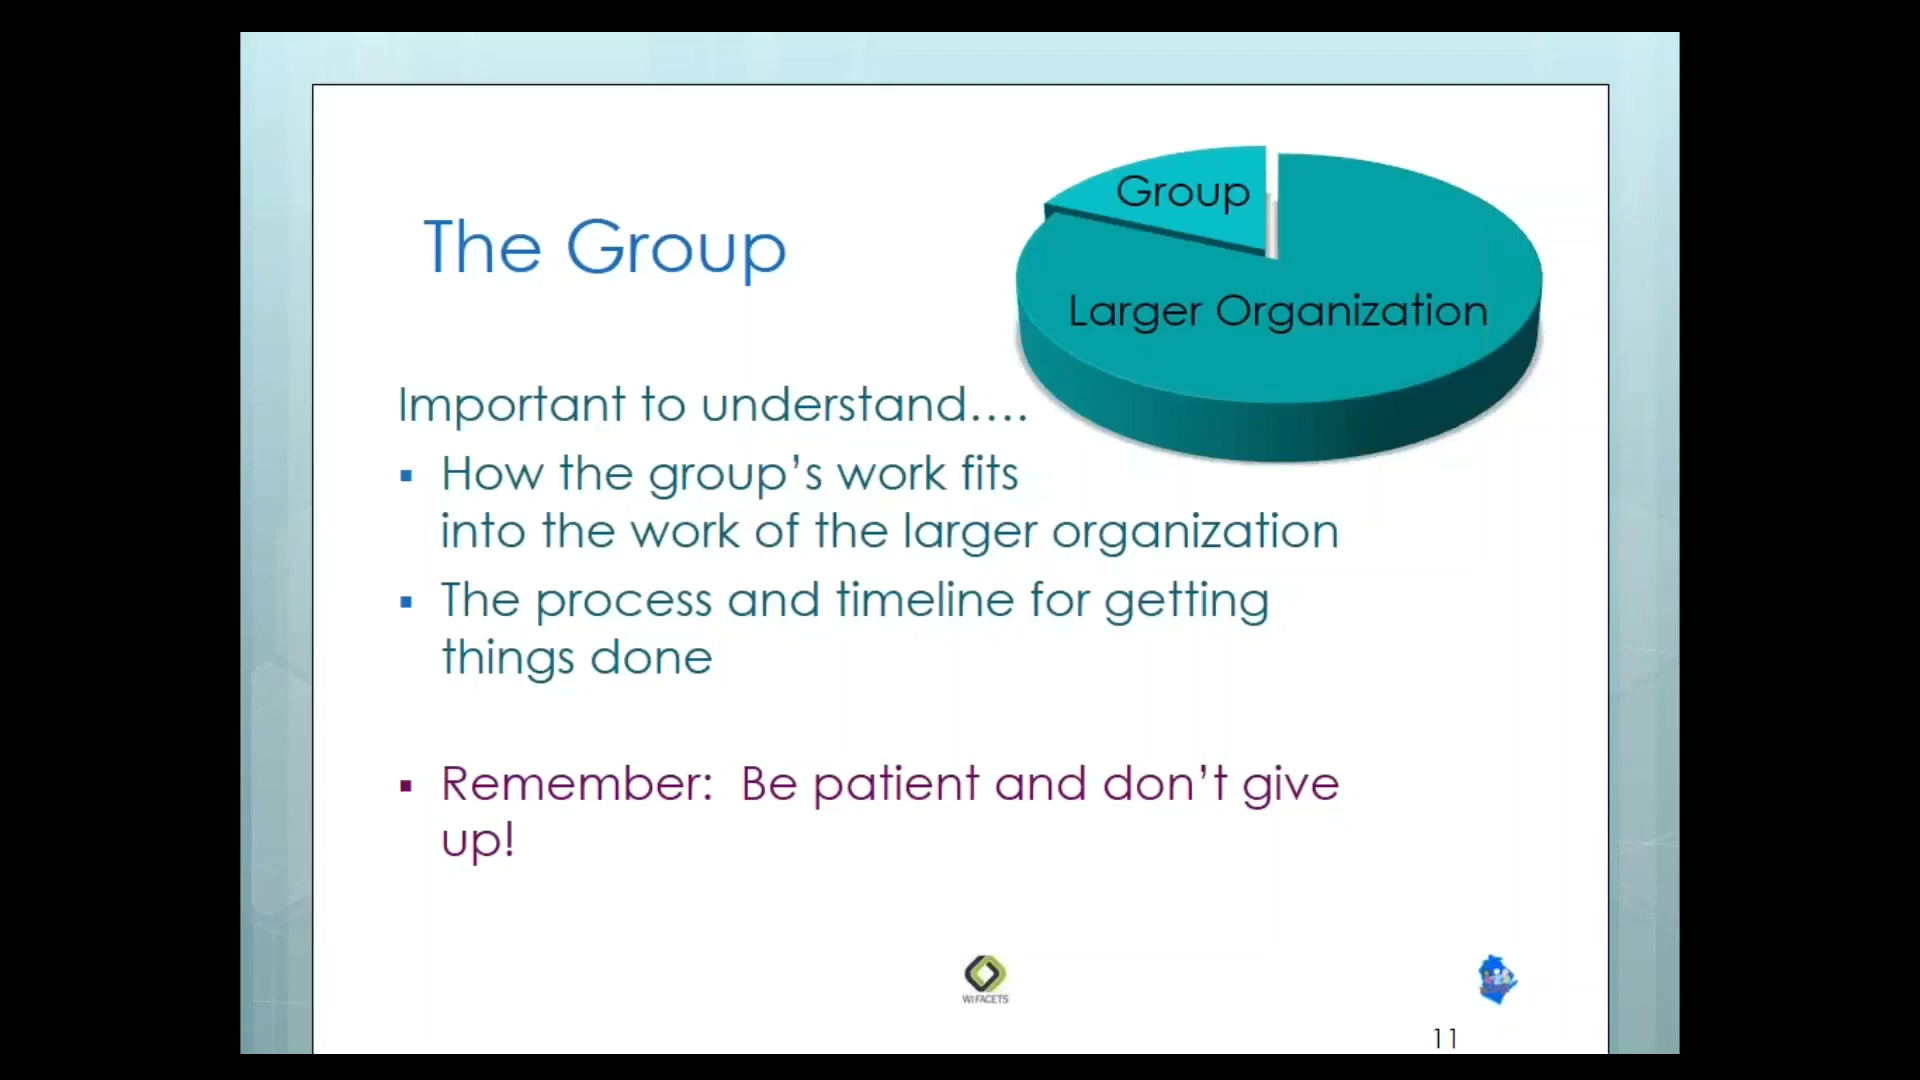 Group
The Group
Larger Organization
Important to understand....
▪ How the group’s work fits
into the work of the larger organization
▪ The process and timeline for getting
things done
▪ Remember:  Be patient and don’t give
up!
WI FACETS
11